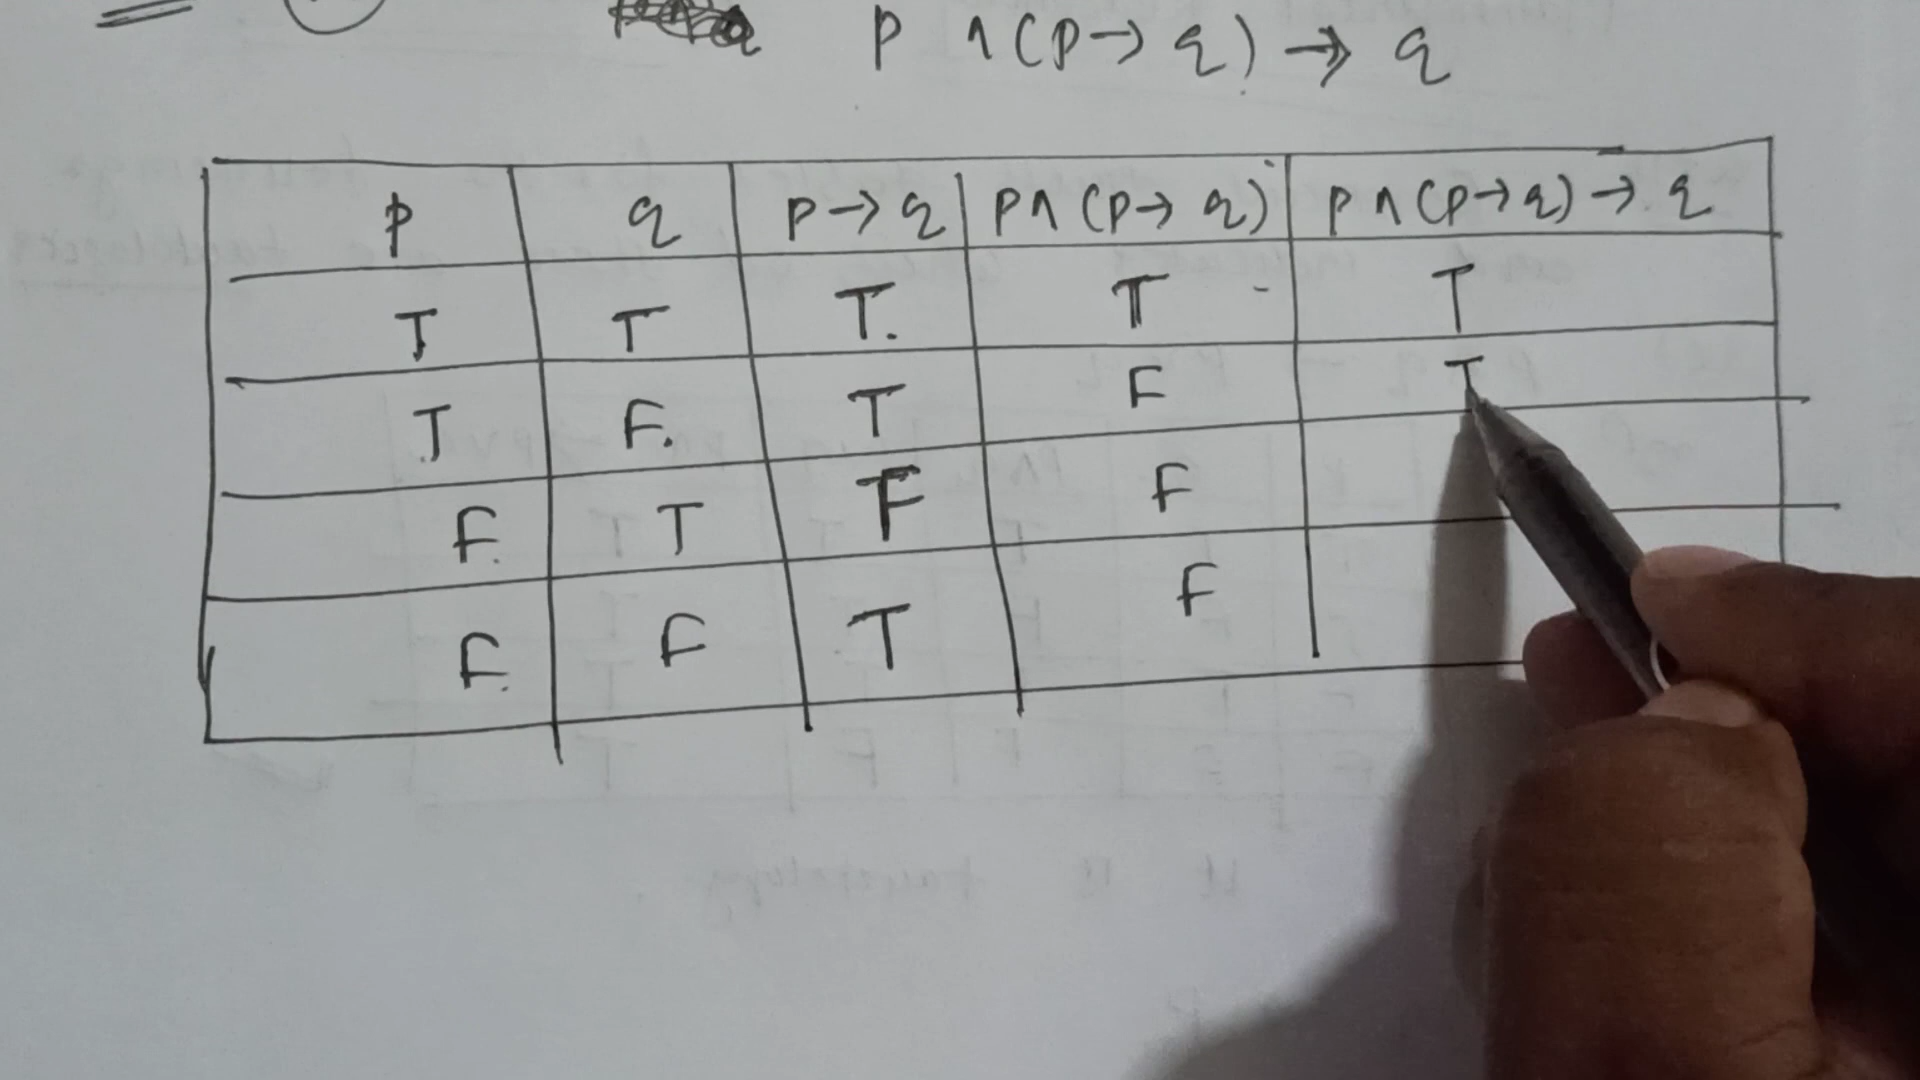 p ∧ (p → q) → q
p q p → q p ∧ (p → q) p ∧ (p → q) → q
T T T. T T
T F. T F T
F. T F F
F. F T F